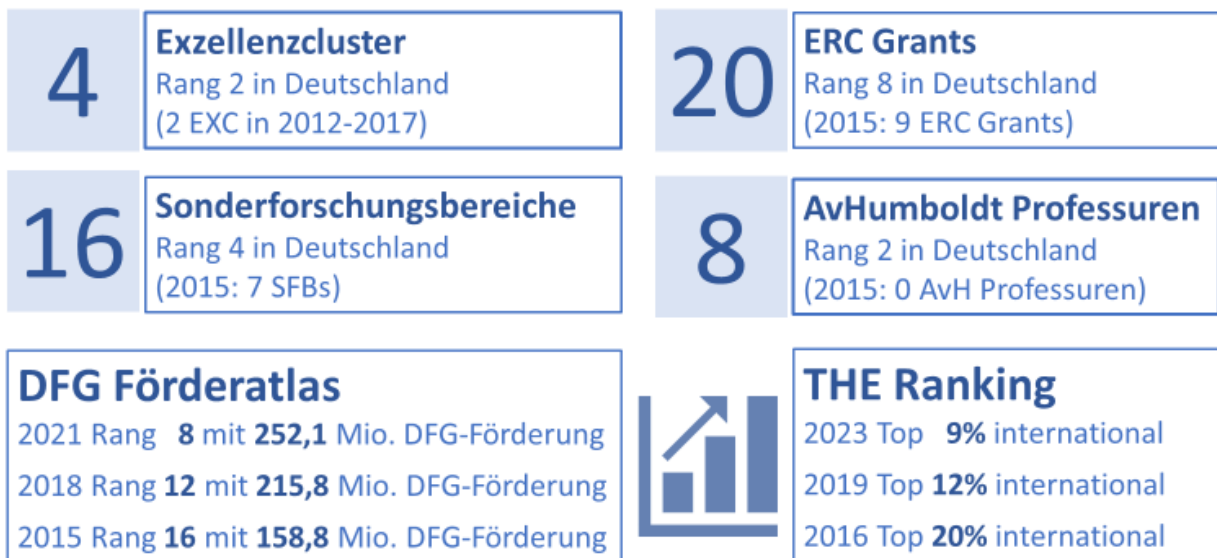 4
Exzellenzcluster
Rang 2 in Deutschland
(2 EXC in 2012-2017)
20
ERC Grants
Rang 8 in Deutschland
(2015: 9 ERC Grants)
16
Sonderforschungsbereiche
Rang 4 in Deutschland
(2015: 7 SFBs)
8
AvHumboldt Professuren
Rang 2 in Deutschland
(2015: 0 AvH Professuren)
DFG Förderatlas
2021 Rang 8 mit 252,1 Mio. DFG-Förderung
2018 Rang 12 mit 215,8 Mio. DFG-Förderung
2015 Rang 16 mit 158,8 Mio. DFG-Förderung
THE Ranking
2023 Top 9% international
2019 Top 12% international
2016 Top 20% international